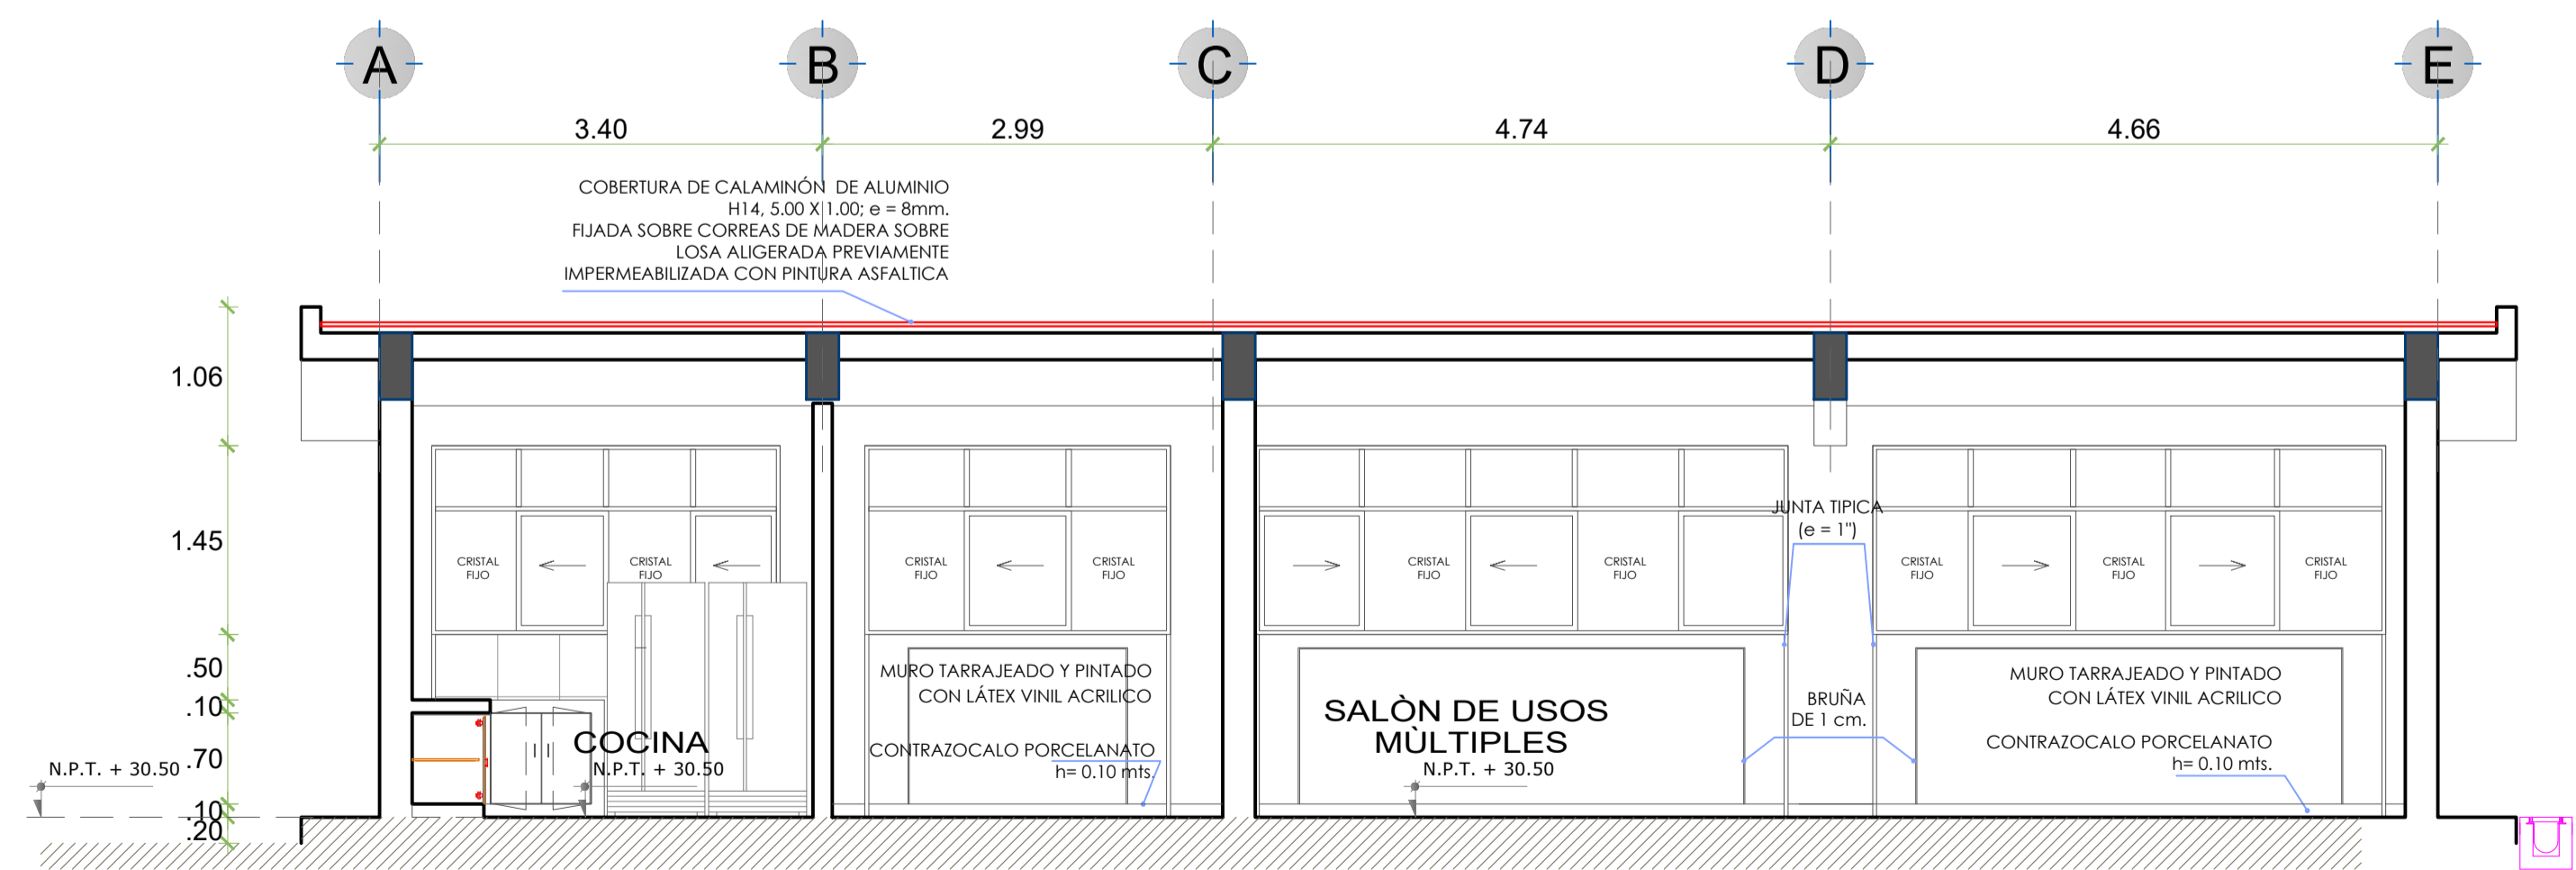 A
B
C
D
E
3.40
2.99
4.74
4.66
COBERTURA DE CALAMINÓN DE ALUMINIO
H14, 5.00 X 1.00; e = 8mm.
FIJADA SOBRE CORREAS DE MADERA SOBRE
LOSA ALIGERADA PREVIAMENTE
IMPERMEABILIZADA CON PINTURA ASFALTICA
1.06
1.45
.50
.10
.70
.10
.20
N.P.T. + 30.50
CRISTAL
FIJO
CRISTAL
FIJO
COCINA
N.P.T. + 30.50
CRISTAL
FIJO
CRISTAL
FIJO
MURO TARRAJEADO Y PINTADO
CON LÁTEX VINIL ACRILICO
CONTRAZOCALO PORCELANATO
h= 0.10 mts.
CRISTAL
FIJO
CRISTAL
FIJO
SALÒN DE USOS
MÙLTIPLES
N.P.T. + 30.50
JUNTA TIPICA
(e = 1")
BRUÑA
DE 1 cm.
CRISTAL
FIJO
CRISTAL
FIJO
CRISTAL
FIJO
MURO TARRAJEADO Y PINTADO
CON LÁTEX VINIL ACRILICO
CONTRAZOCALO PORCELANATO
h= 0.10 mts.